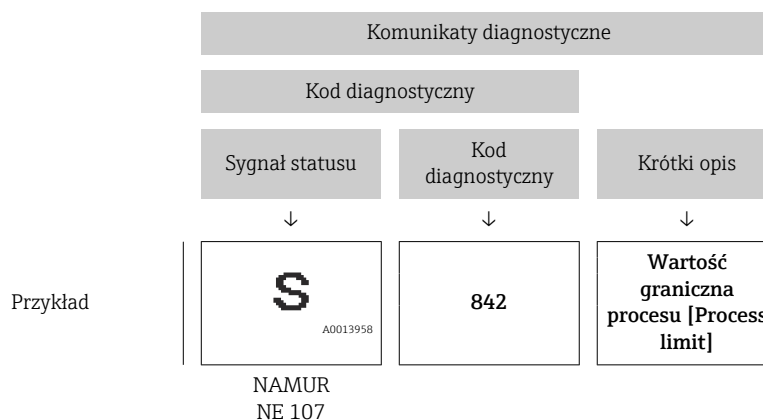 Komunikaty diagnostyczne
Kod diagnostyczny
Sygnał statusu
Kod
diagnostyczny
Krótki opis
↓ ↓ ↓
Przykład
S
A0013958
842
Wartość
graniczna
procesu [Process
limit]
NAMUR
NE 107